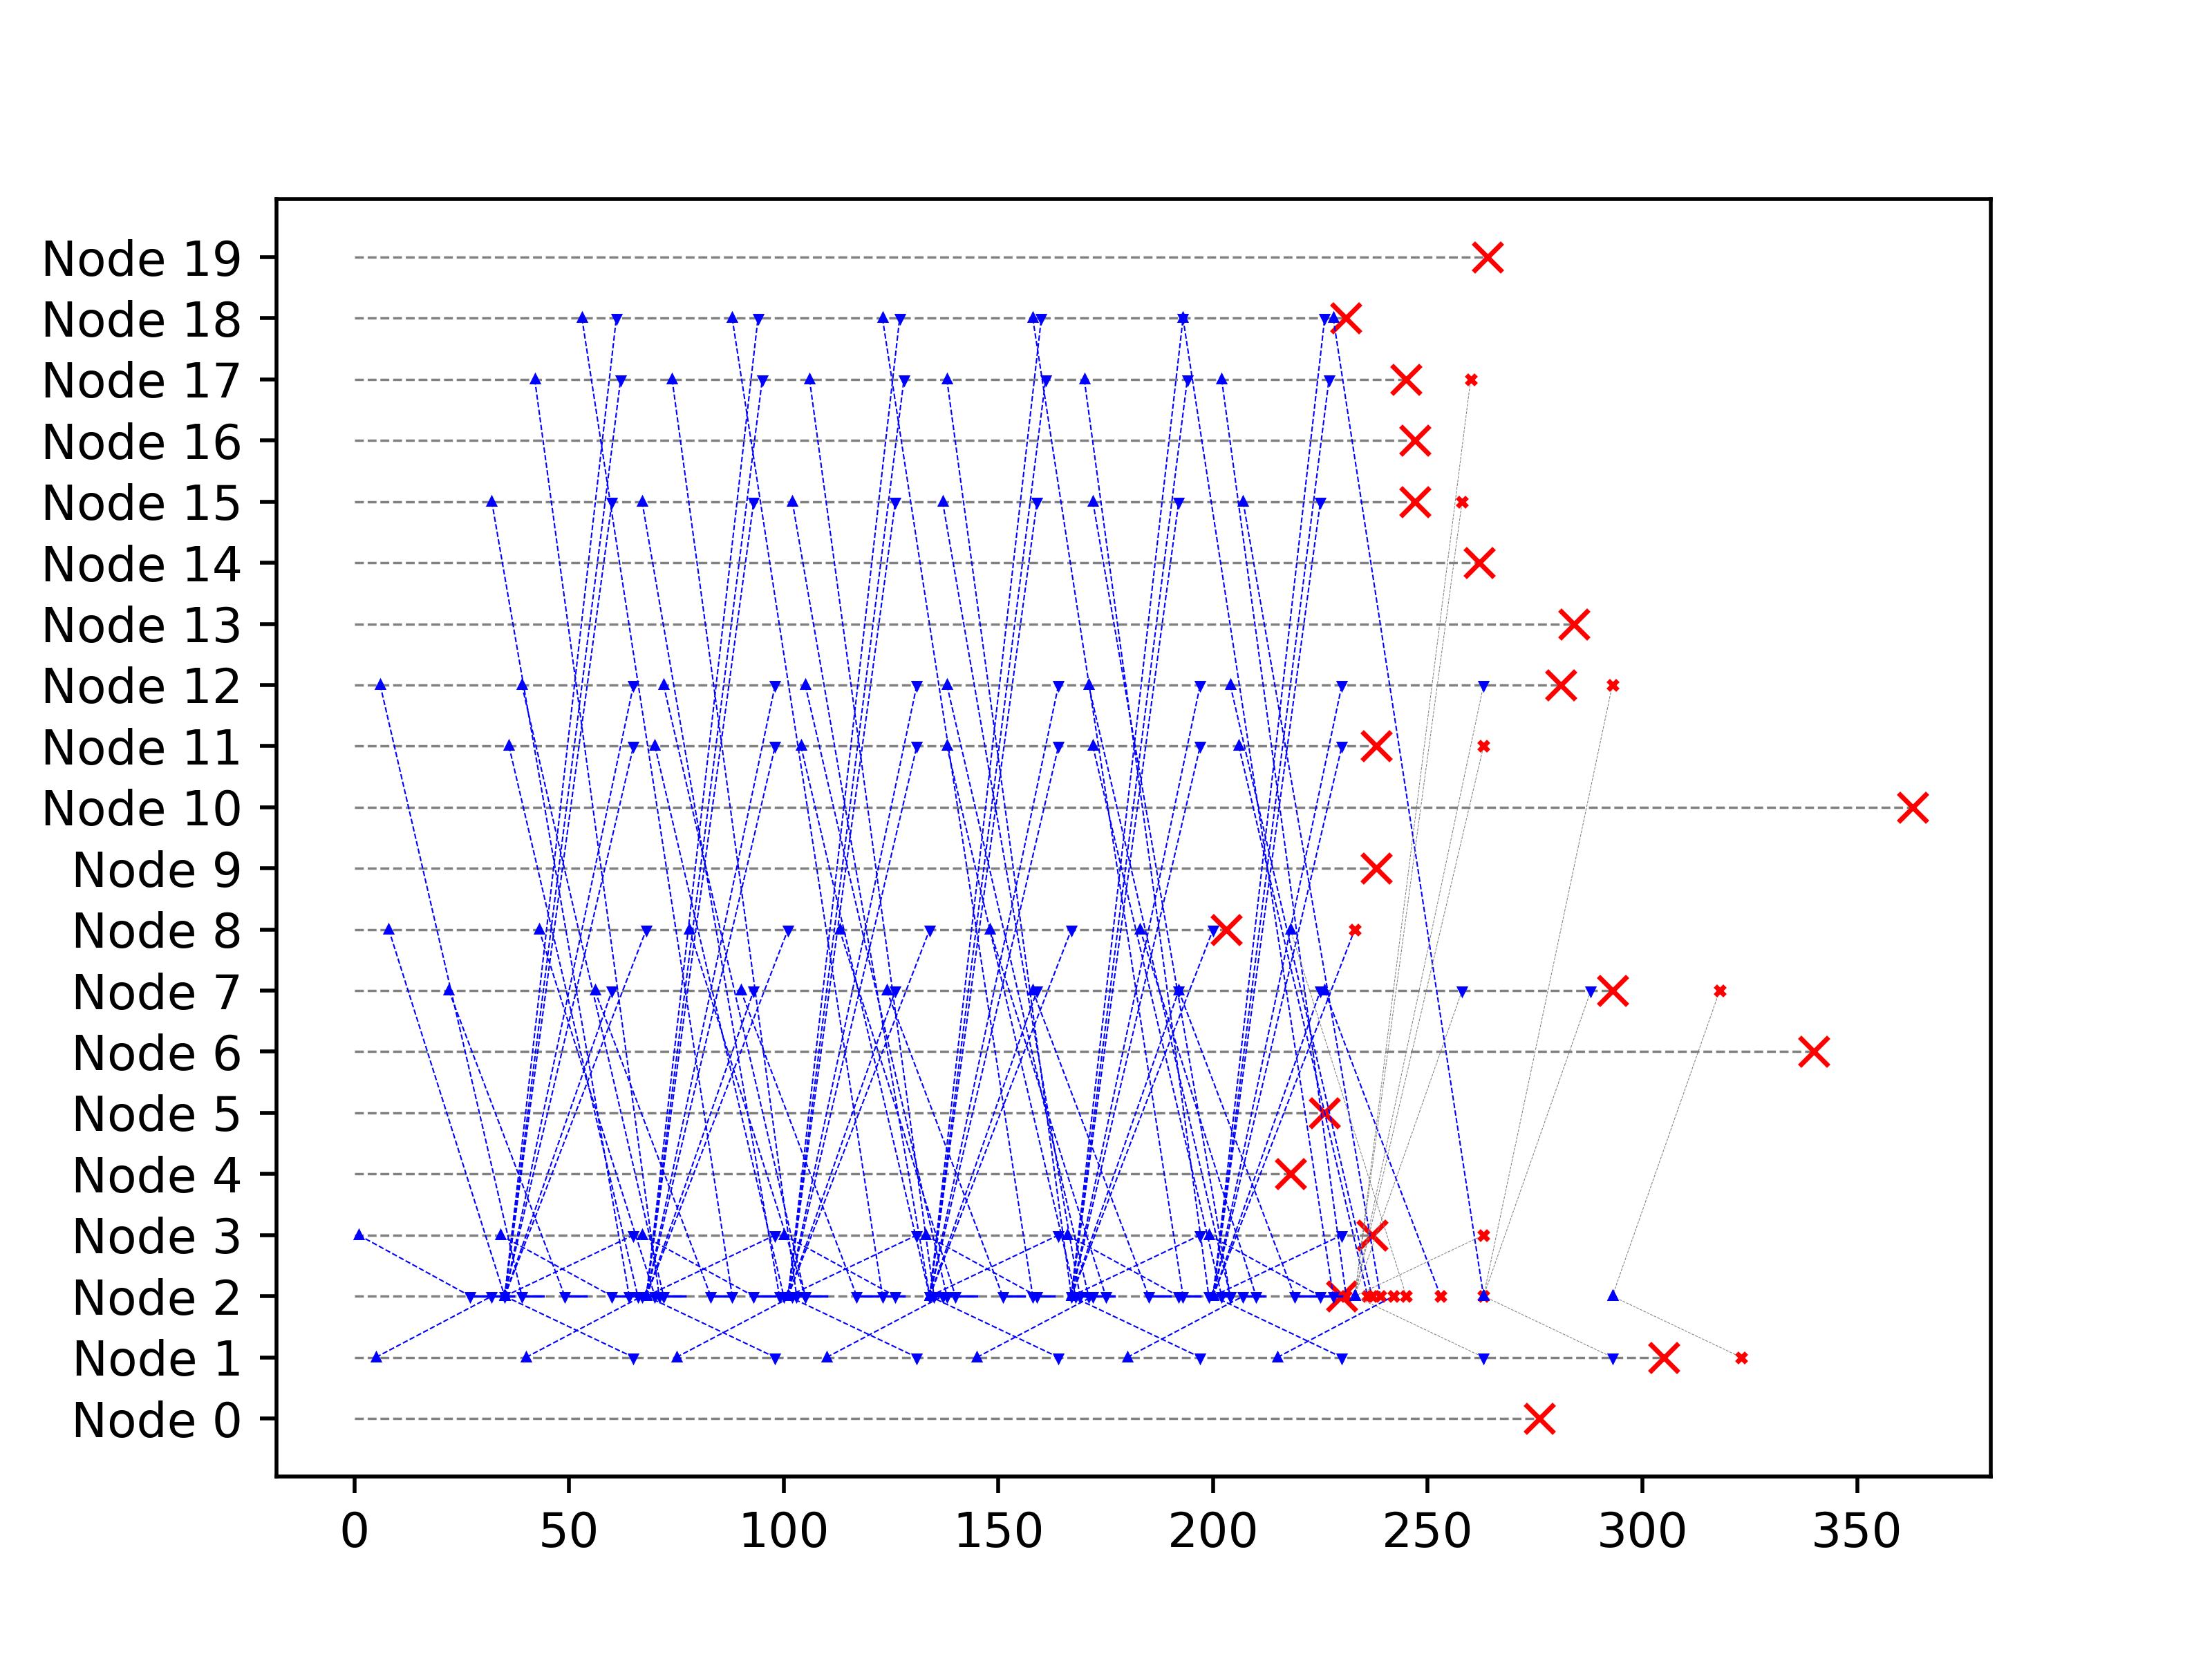 Node 19
Node 18
Node 17
Node 16
Node 15
Node 14
Node 13
Node 12
Node 11
Node 10
Node 9
Node 8
Node 7
Node 6
Node 5
Node 4
Node 3
Node 2
Node 1
Node 0
0 50 100 150 200 250 300 350